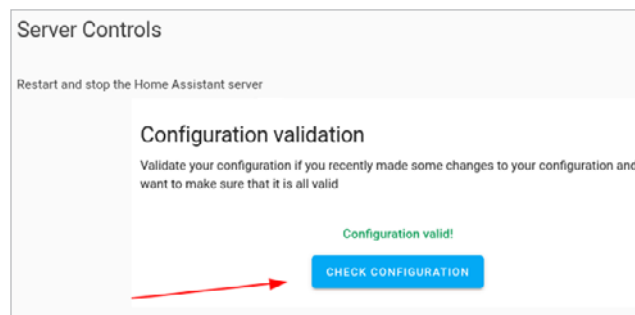 Server Controls
Restart and stop the Home Assistant server
Configuration validation
Validate your configuration if you recently made some changes to your configuration and
want to make sure that it is all valid
Configuration valid!
CHECK CONFIGURATION